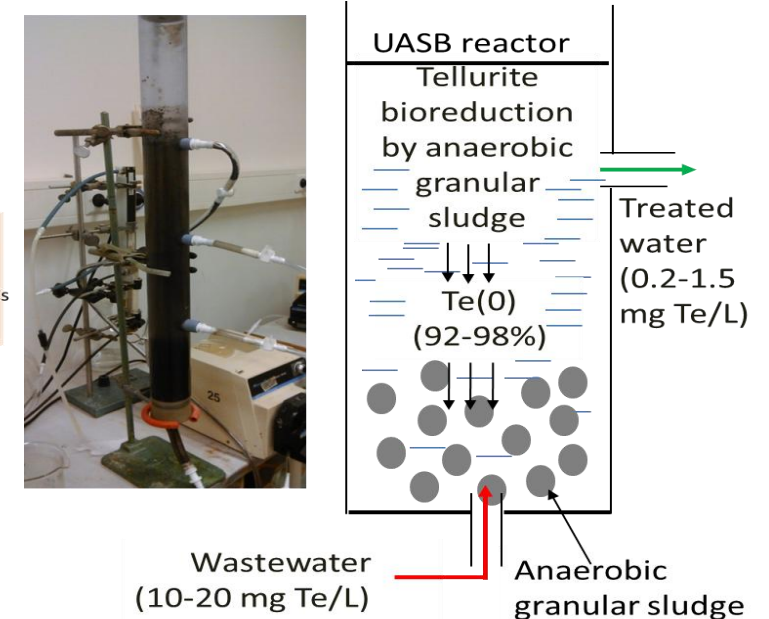 UASB reactor
Tellurite
bioreduction
by anaerobic
granular
sludge
Te(0)
(92-98%)
Treated
water
(0.2-1.5
mg Te/L)
Wastewater
(10-20 mg Te/L)
Anaerobic
granular sludge
25
s